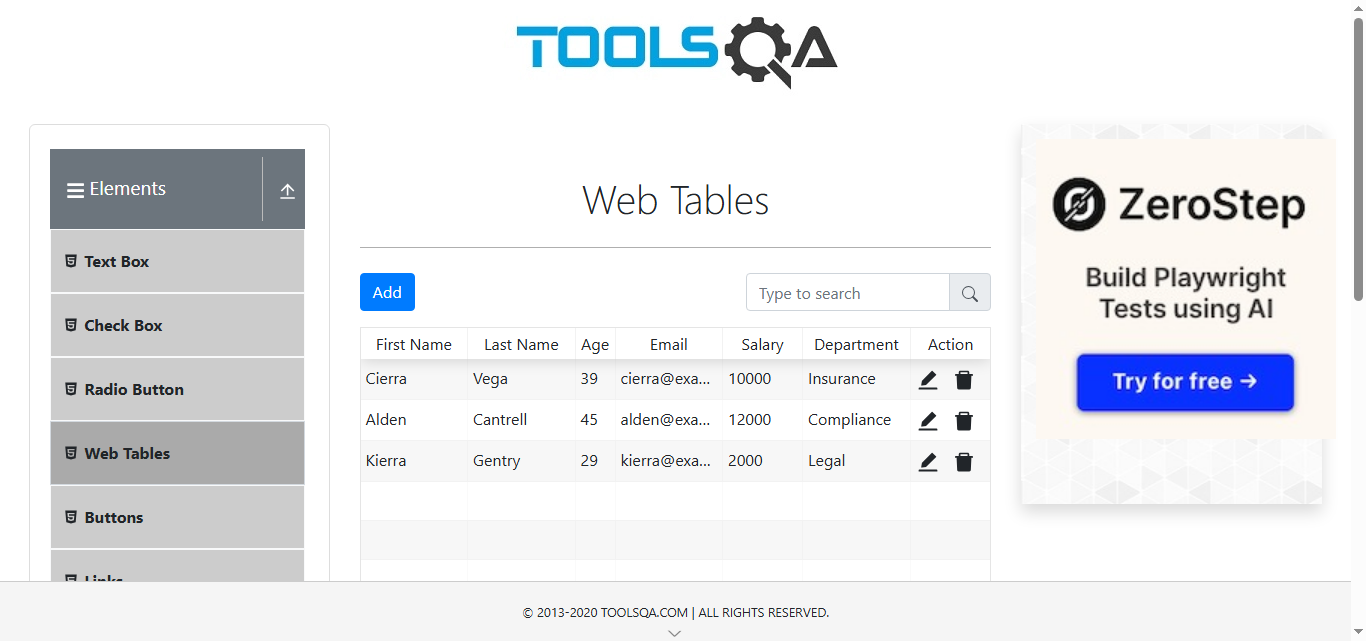 TOOLSQA
Elements
Text Box
Check Box
Radio Button
Web Tables
Buttons
Links
Web Tables
Add
Type to search
First Name Last Name Age Email Salary Department Action
Cierra Vega 39 cierra@exa... 10000 Insurance
Alden Cantrell 45 alden@exa... 12000 Compliance
Kierra Gentry 29 kierra@exa... 2000 Legal
ZeroStep
Build Playwright
Tests using AI
Try for free →
© 2013-2020 TOOLSQA.COM | ALL RIGHTS RESERVED.